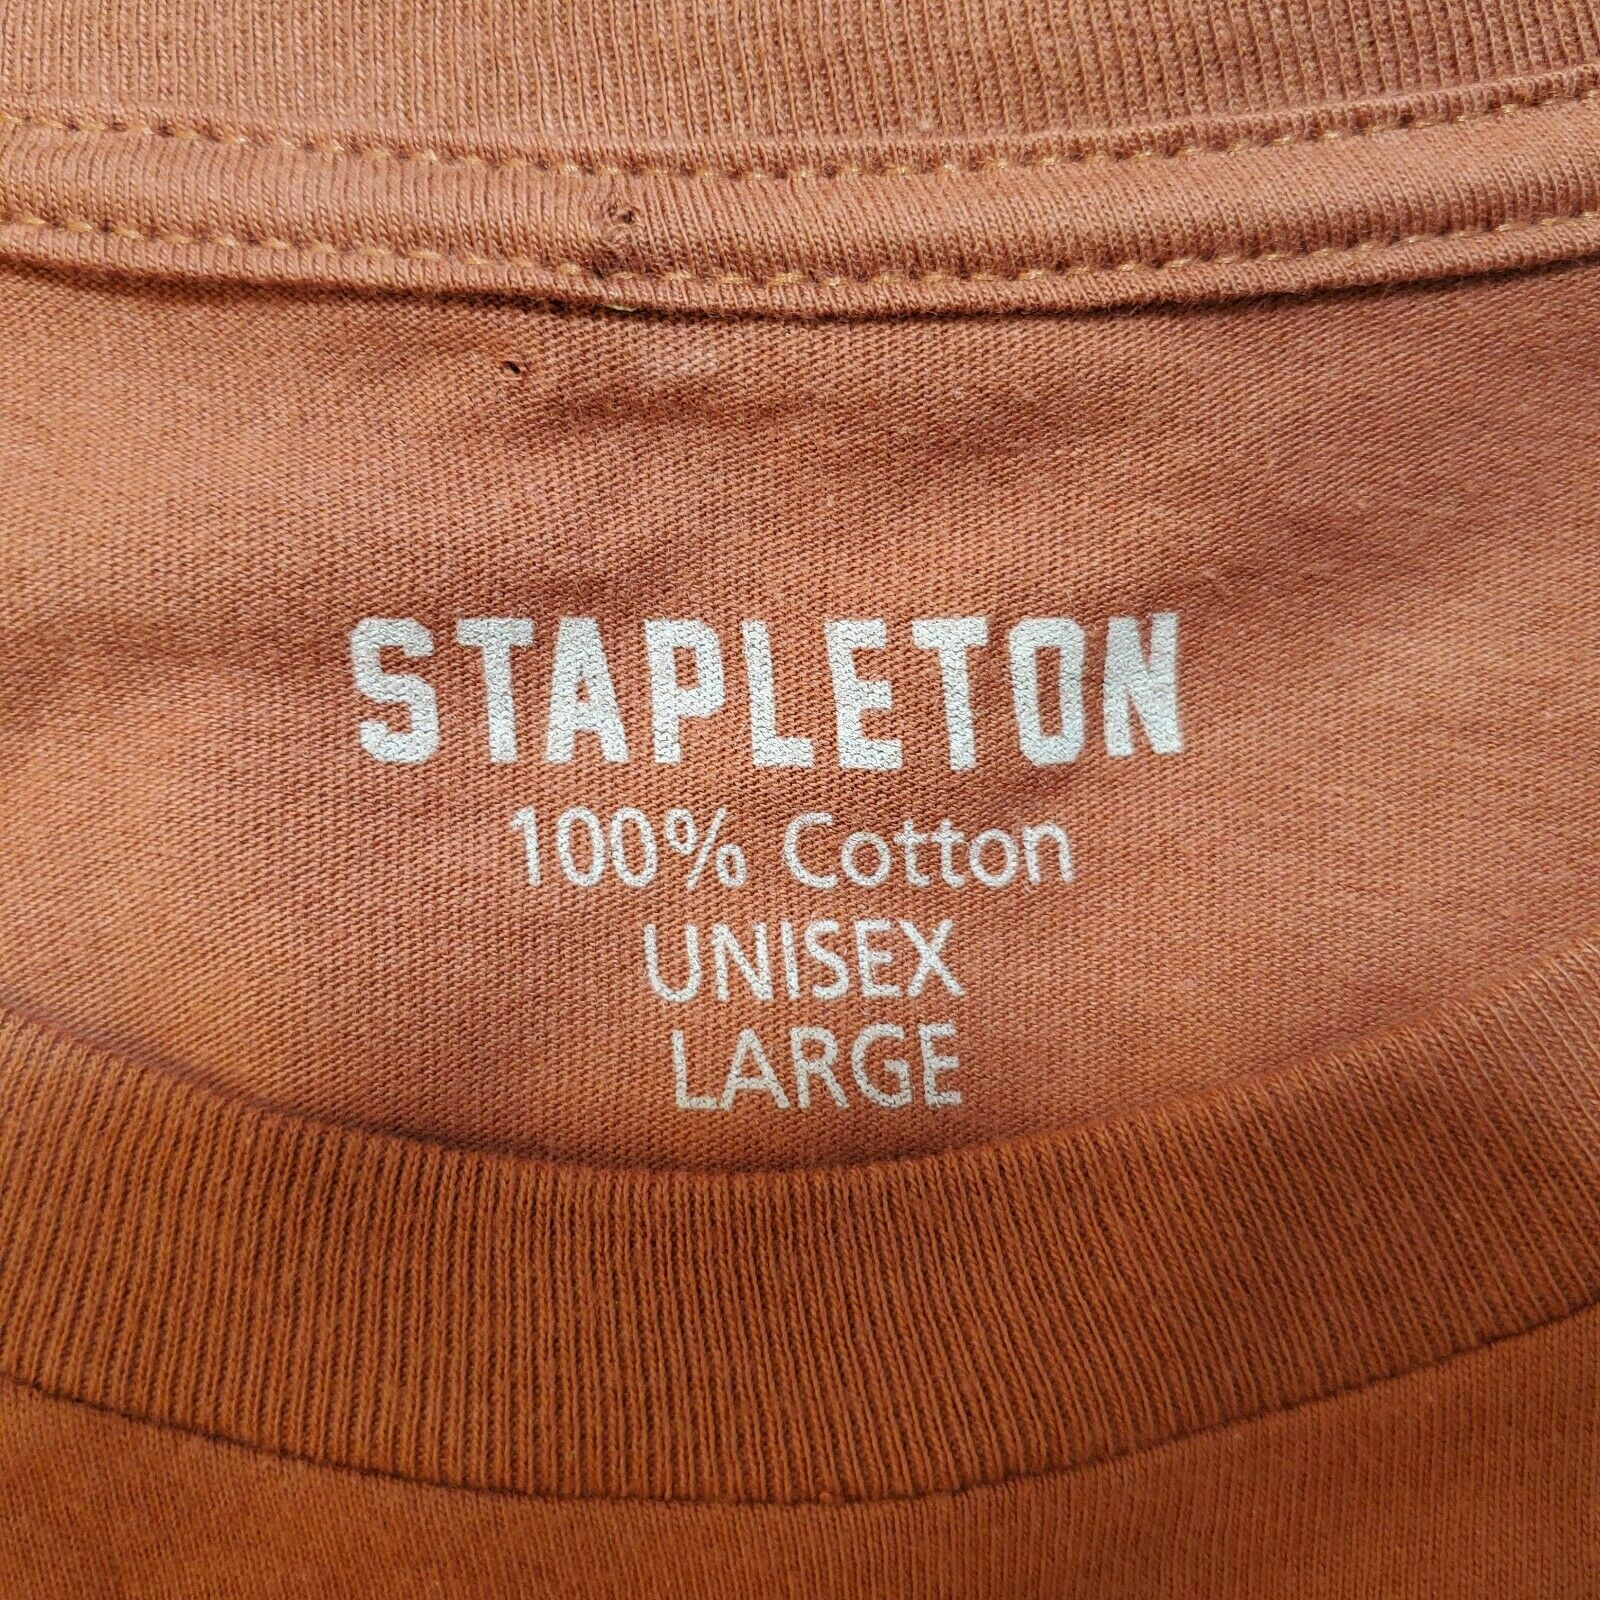 STAPLETON
100% Cotton
UNISEX
LARGE